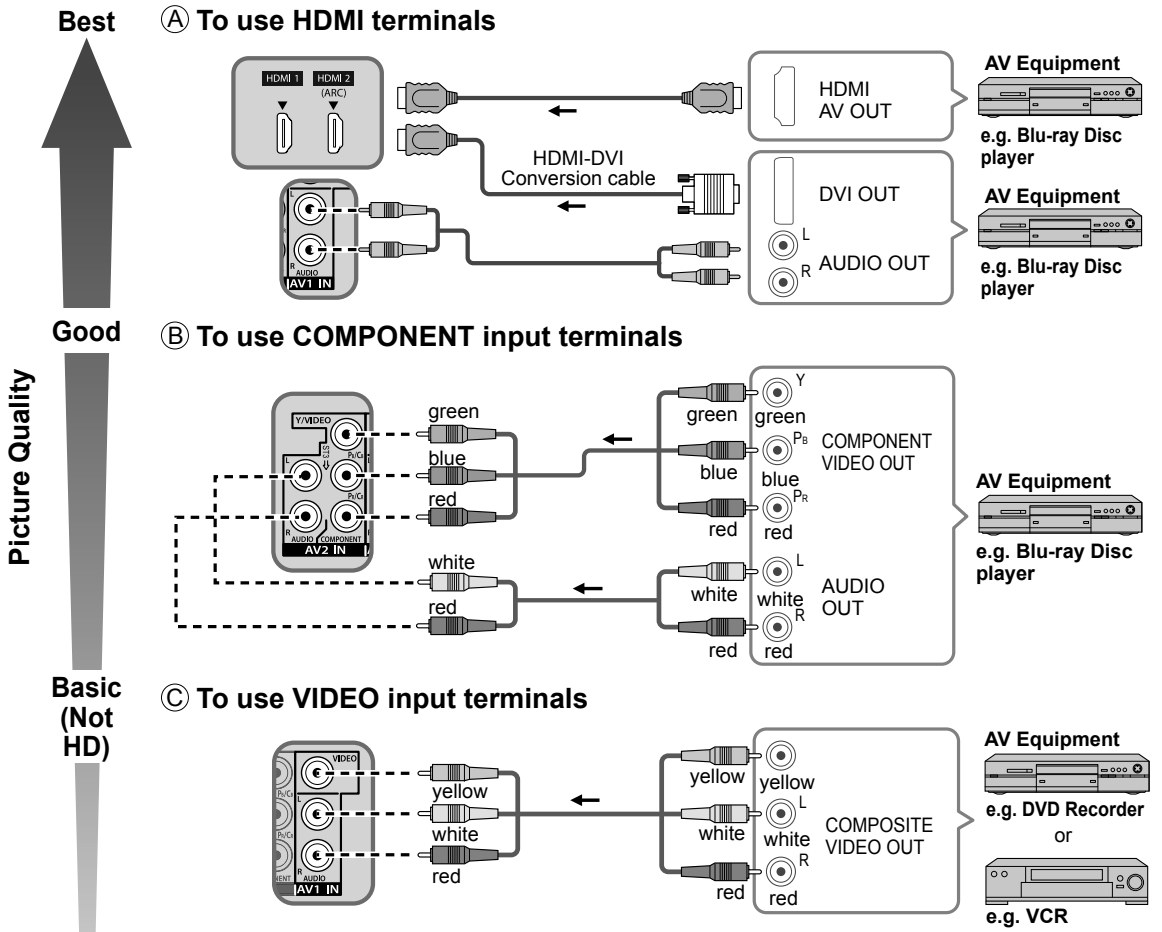 Picture Quality
Best
Ⓐ To use HDMI terminals
HDMI 1
HDMI 2
(ARC)
HDMI
AV OUT
AV Equipment
e.g. Blu-ray Disc
player
HDMI-DVI
Conversion cable
L
R
AUDIO
AV1 IN
DVI OUT
L
R
AUDIO OUT
AV Equipment
e.g. Blu-ray Disc
player
Good
Ⓑ To use COMPONENT input terminals
Y/VIDEO
L
R
AUDIO
COMPONENT
AV2 IN
green
blue
red
white
red
green
blue
red
white
red
Y
green
PB
blue
PR
red
COMPONENT
VIDEO OUT
L
white
R
red
AUDIO
OUT
AV Equipment
e.g. Blu-ray Disc
player
Basic
(Not
HD)
Ⓒ To use VIDEO input terminals
VIDEO
L
R
AUDIO
AV1 IN
yellow
white
red
yellow
white
red
yellow
L
white
R
red
COMPOSITE
VIDEO OUT
AV Equipment
e.g. DVD Recorder
or
e.g. VCR